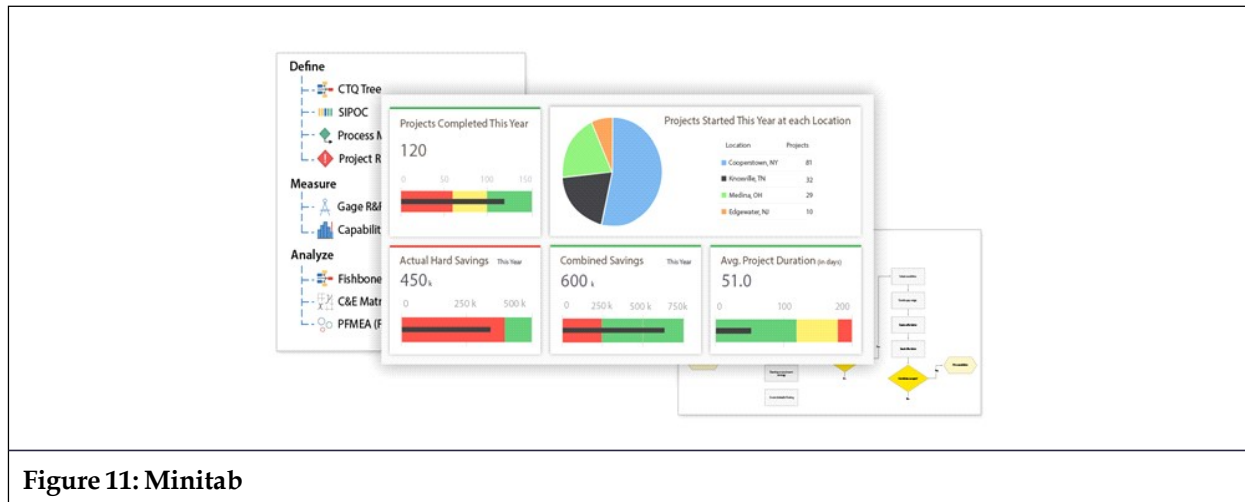 Define
CTQ Tree
SIPOC
Process M
Project R
Measure
Gage R&R
Capabilit
Analyze
Fishbone
C&E Matr
PFMEA (F
Projects Completed This Year
120
0 50 100 150
Projects Started This Year at each Location
Location Projects
Cooperstown, NY 81
Knoxville, TN 32
Medina, OH 29
Edgewater, NJ 10
Actual Hard Savings This Year
450k
0 250 k 500 k
Combined Savings This Year
600 k
0 250 k 500 k 750k
Avg. Project Duration (in days)
51.0
0 100 200
Figure 11: Minitab